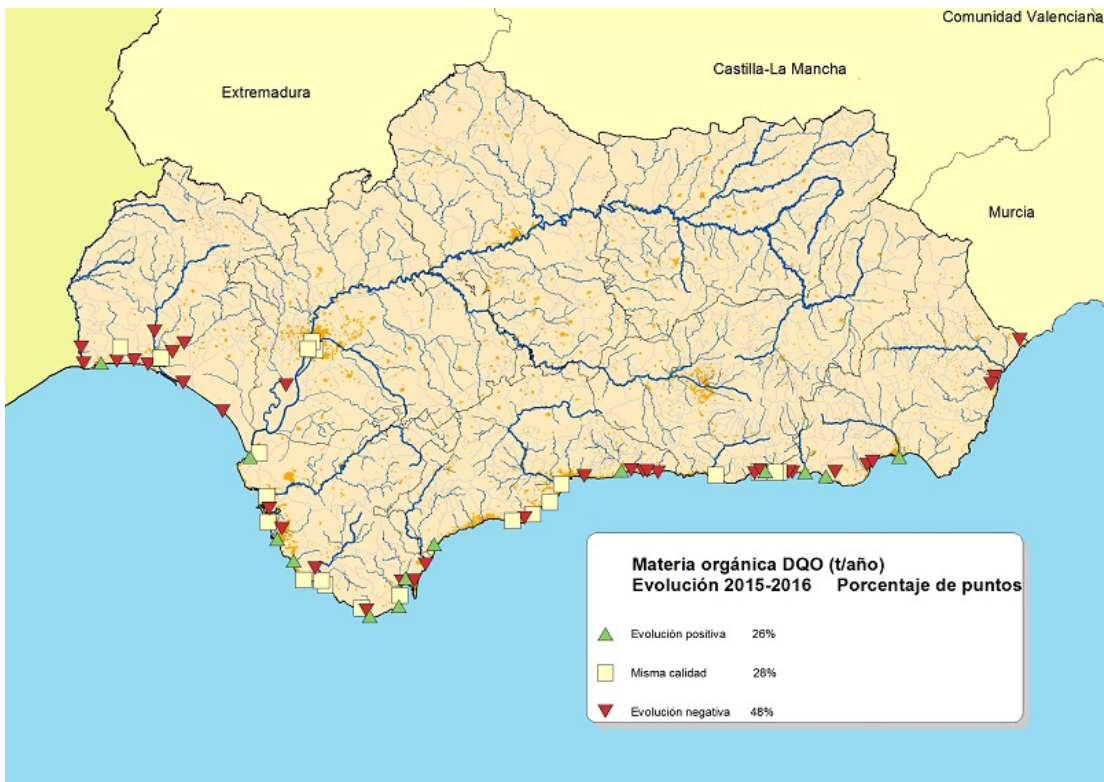 Comunidad Valenciana
Castilla-La Mancha
Extremadura
Murcia
Materia orgánica DQO (t/año)
Evolución 2015-2016 Porcentaje de puntos
Evolución positiva 26%
Misma calidad 28%
Evolución negativa 48%